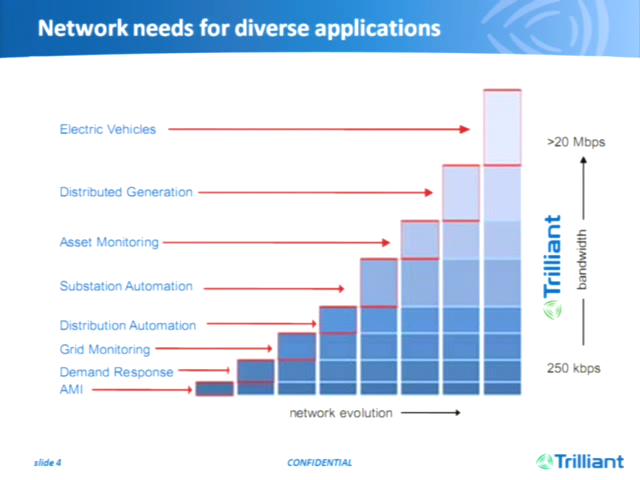 Network needs for diverse applications
Electric Vehicles
>20 Mbps
Distributed Generation
Asset Monitoring
Trilliant
bandwidth
Substation Automation
Distribution Automation
Grid Monitoring
Demand Response
250 kbps
AMI
network evolution
slide 4
CONFIDENTIAL
Trilliant